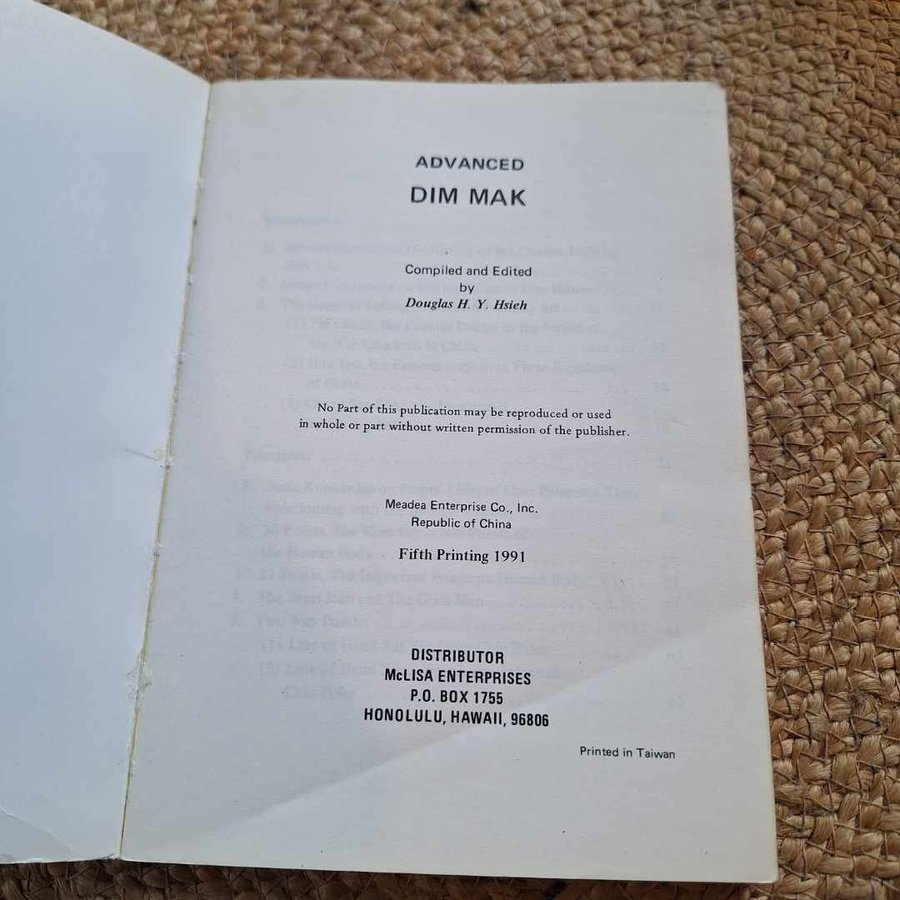 ADVANCED
DIM MAK
Compiled and Edited
by
Douglas H. Y. Hsieh
No Part of this publication may be reproduced or used
in whole or part without written permission of the publisher.
Meadea Enterprise Co., Inc.
Republic of China
Fifth Printing 1991
DISTRIBUTOR
McLISA ENTERPRISES
P.O. BOX 1755
HONOLULU, HAWAII, 96806
Printed in Taiwan